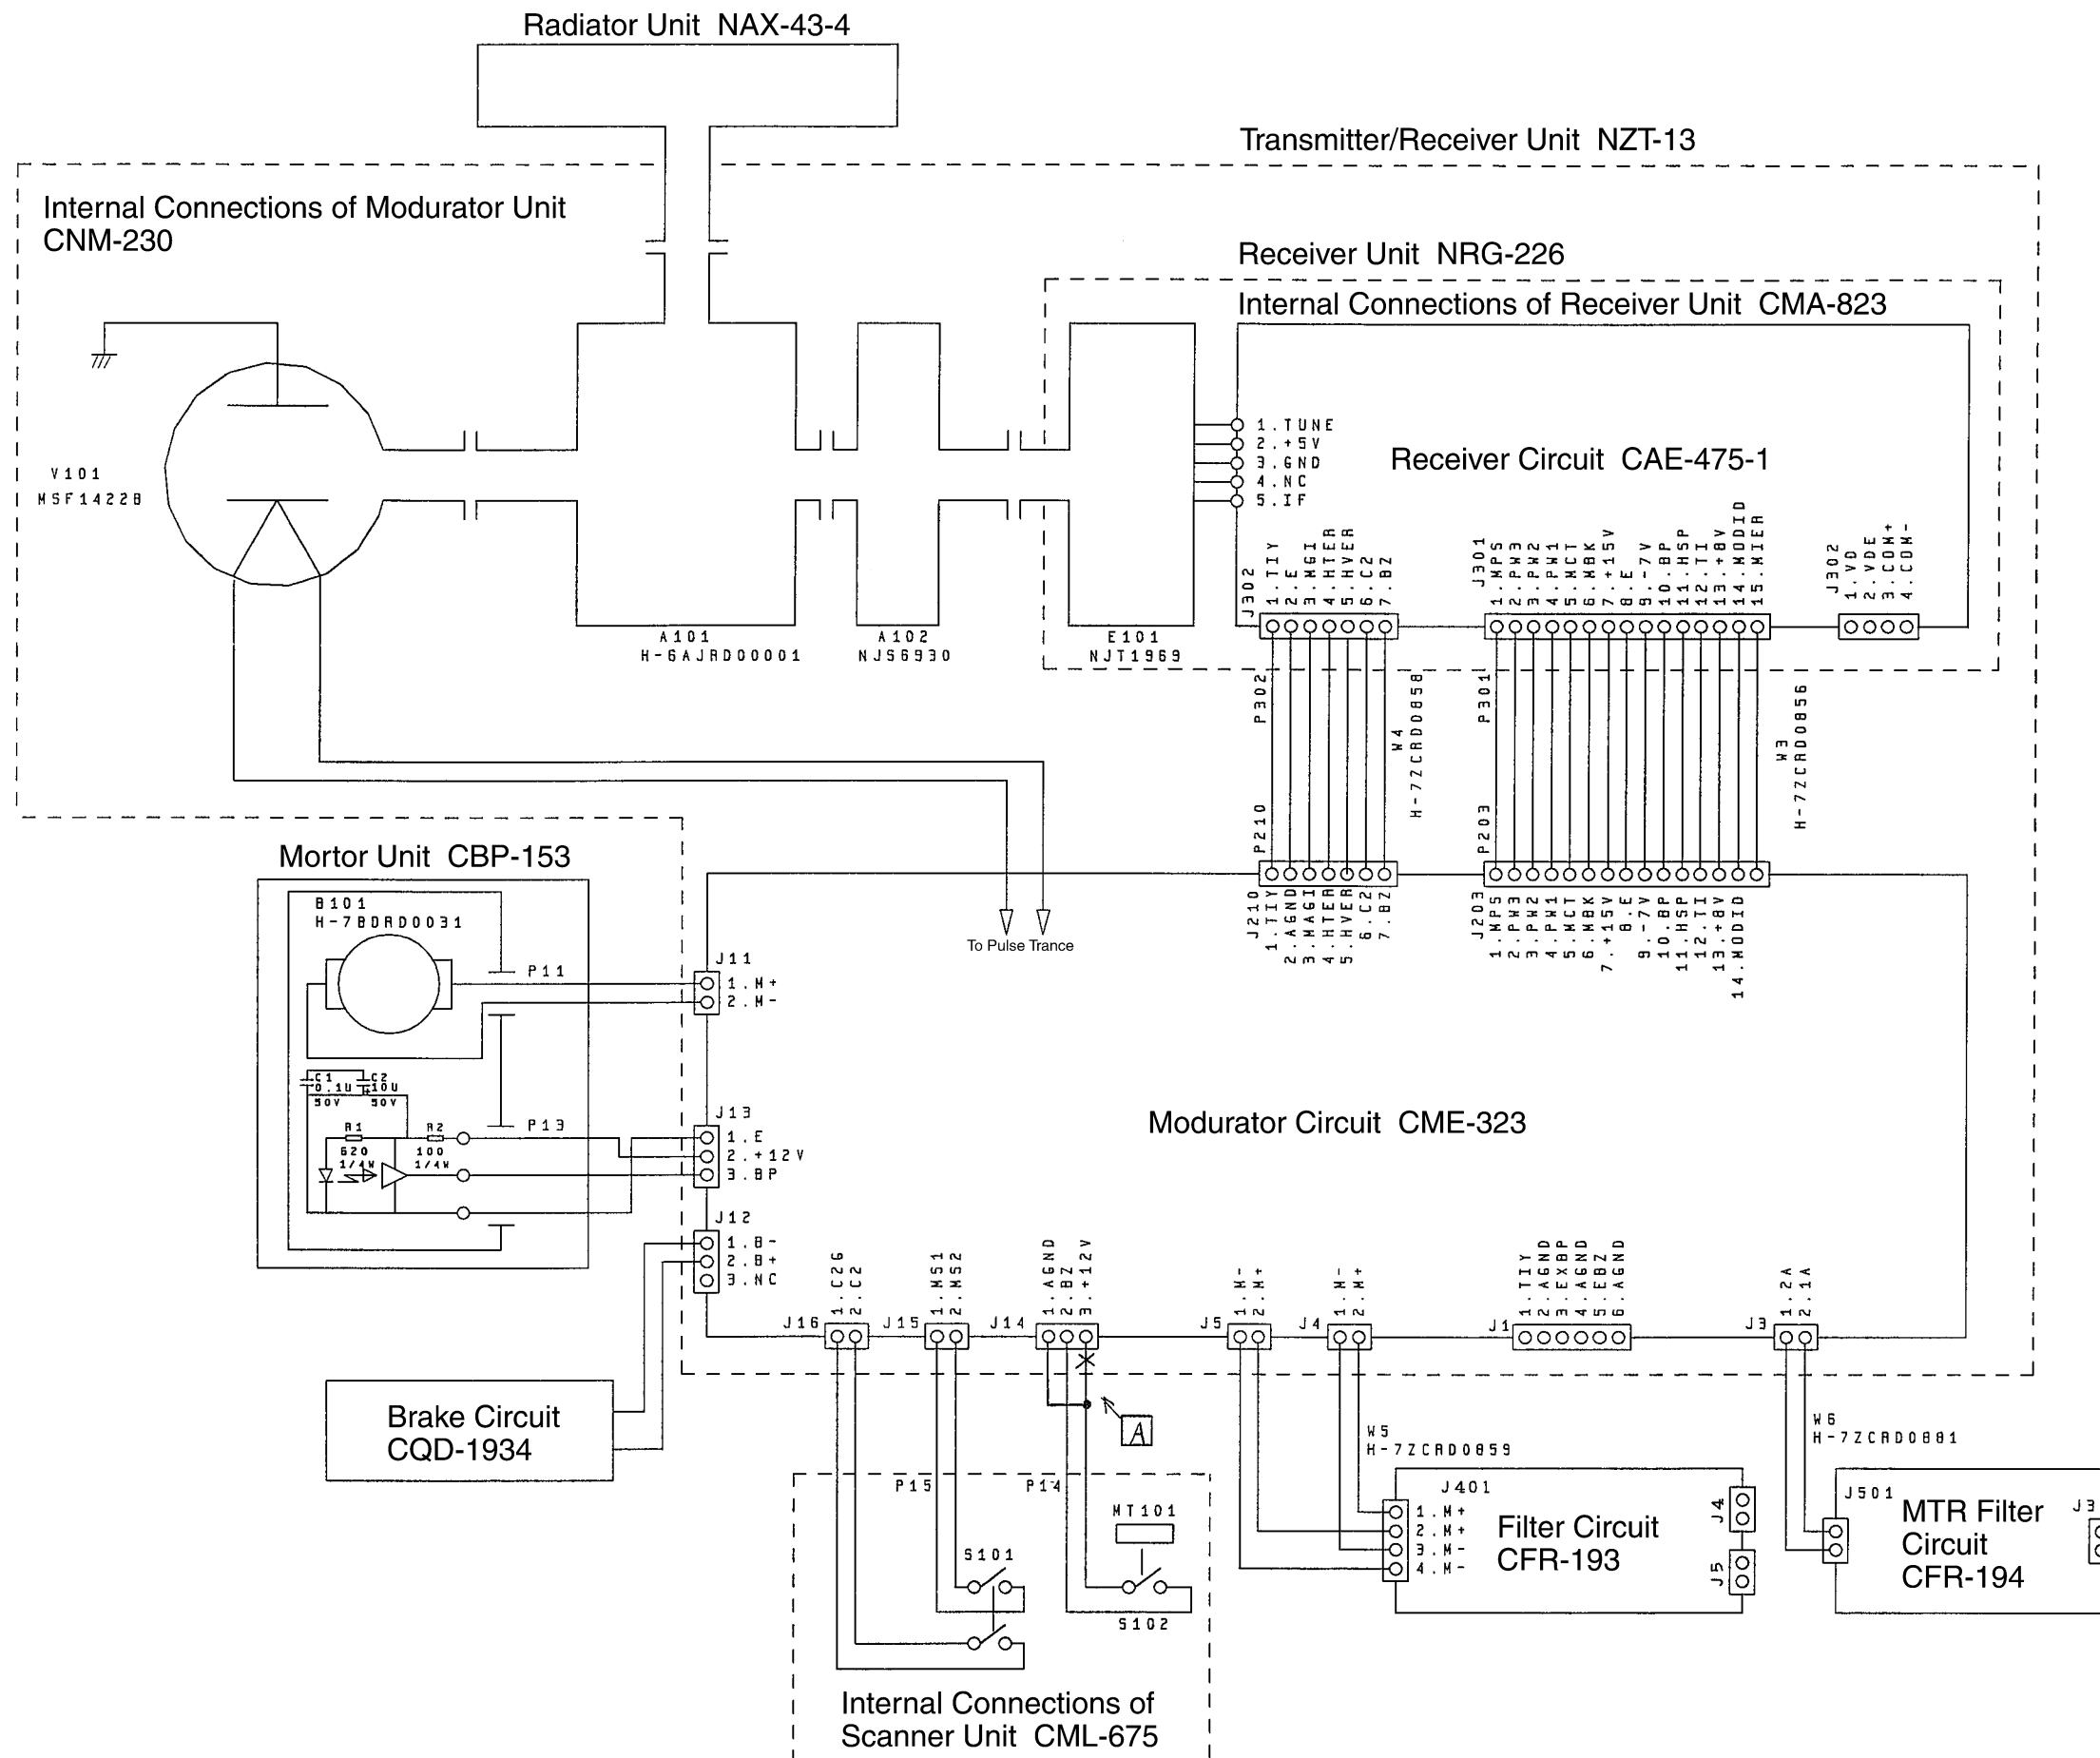 Radiator Unit  NAX-43-4
Transmitter/Receiver Unit  NZT-13
Internal Connections of Modurator Unit
CNM-230
Receiver Unit  NRG-226
Internal Connections of Receiver Unit  CMA-823
V101
MSF1422B
1.TUNE
2.+5V
3.GND
4.NC
5.IF
Receiver Circuit  CAE-475-1
A101
H-6AJRD00001
A102
NJS6930
E101
NJT1969
J302
1.TIY
2.E
3.MGI
4.HTER
5.HVER
6.C2
7.BZ
J301
1.MPS
2.PW3
3.PW2
4.PW1
5.MCT
6.MBK
7.+15V
8.E
9.-7V
10.BP
11.HSP
12.TI
13.+8V
14.MODID
15.MIER
J302
1.VD
2.VDE
3.COM+
4.COM-
P302
W4
H-7ZCRD0858
P301
W3
H-7ZCRD0856
P210
P203
J210
1.TIY
2.AGND
3.MAGI
4.HTER
5.HVER
6.C2
7.BZ
J203
1.MPS
2.PW3
3.PW2
4.PW1
5.MCT
6.MBK
7.+15V
8.E
9.-7V
10.BP
11.HSP
12.TI
13.+8V
14.MODID
To Pulse Trance
Mortor Unit  CBP-153
B101
H-7BDRD0031
P11
J11
1.M+
2.M-
C1
0.1U
50V
C2
10U
50V
R1
620
1/4W
R2
100
1/4W
P13
J13
1.E
2.+12V
3.BP
J12
1.B-
2.B+
3.NC
Modurator Circuit  CME-323
J16
1.C2G
2.C2
J15
1.MS1
2.MS2
J14
1.AGND
2.BZ
3.+12V
J5
1.M-
2.M+
J4
1.M-
2.M+
J1
1.TIY
2.AGND
3.EXBP
4.AGND
5.EBZ
6.AGND
J3
1.2A
2.1A
Brake Circuit
CQD-1934
A
W5
H-7ZCRD0859
W6
H-7ZCRD0881
P15
P14
MT101
S101
S102
J401
1.M+
2.M+
3.M-
4.M-
Filter Circuit
CFR-193
J4
J5
J501
MTR Filter
Circuit
CFR-194
J3
Internal Connections of
Scanner Unit  CML-675